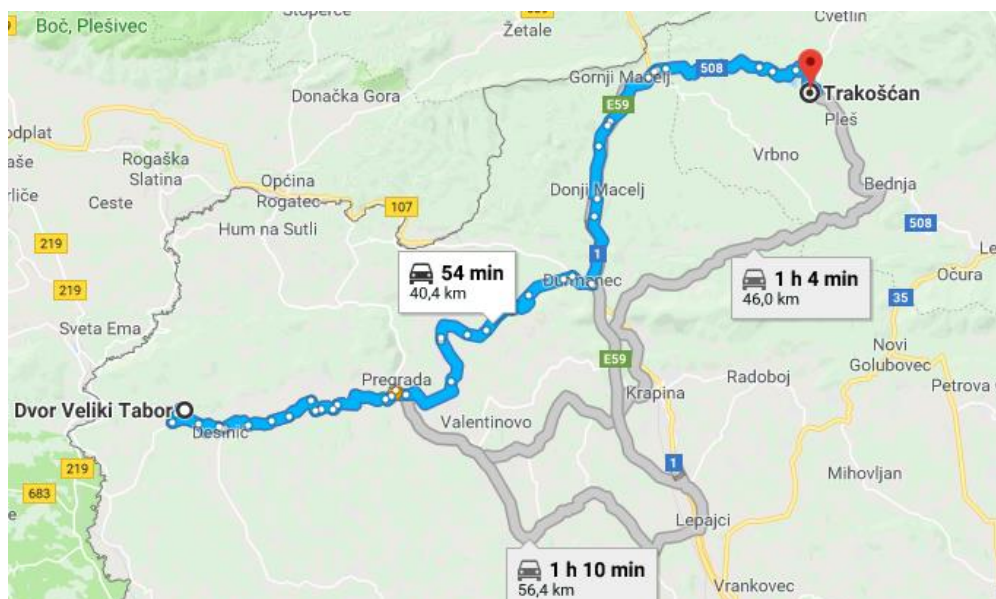 Stoperce
Cvetlin
Boč, Plešivec
Žetale
Gornji Macelj
508
Donačka Gora
E59
Trakošćan
Pleš
Rogaška
Slatina
Vrbno
Općina
Rogatec
Donji Macelj
Bednja
Ceste
107
Hum na Sutli
508
219
1
Očura
54 min
40,4 km
1 h 4 min
46,0 km
Đurmanec
219
35
Sveta Ema
Novi
Golubovec
E59
Pregrada
Radoboj
Krapina
Petrova
Dvor Veliki Tabor
Valentinovo
Desinić
219
1
Mihovljan
683
Lepajci
1 h 10 min
56,4 km
Vrankovec